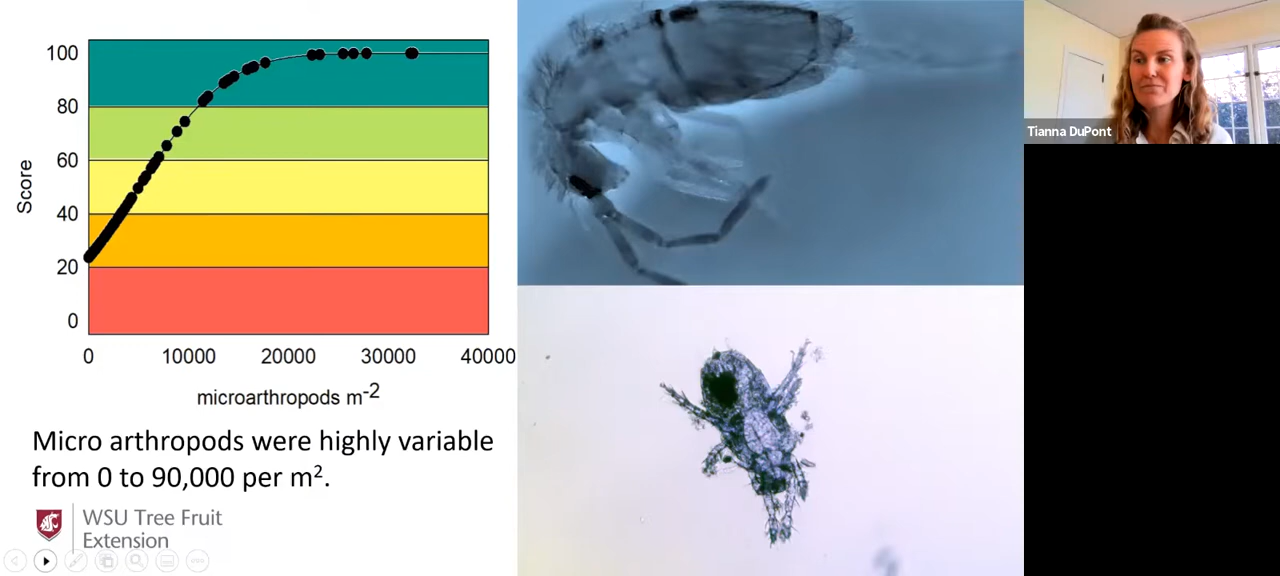 100
80
60
40
20
0
Score
0 10000 20000 30000 40000
microarthropods m-2
Micro arthropods were highly variable
from 0 to 90,000 per m².
WSU Tree Fruit
Extension
Tianna DuPont